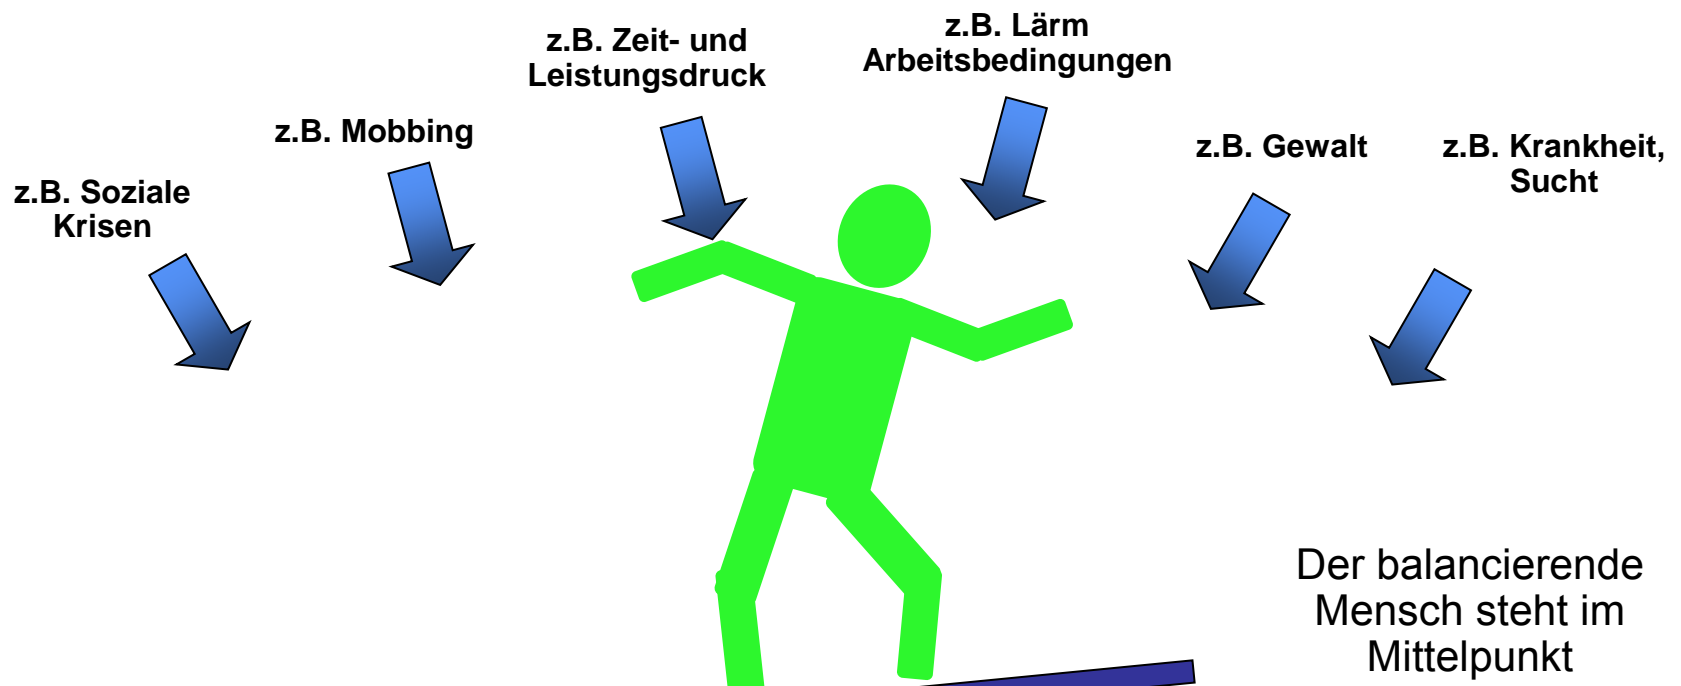 z.B. Soziale
Krisen
z.B. Mobbing
z.B. Zeit- und
Leistungsdruck
z.B. Lärm
Arbeitsbedingungen
z.B. Gewalt
z.B. Krankheit,
Sucht
Der balancierende
Mensch steht im
Mittelpunkt